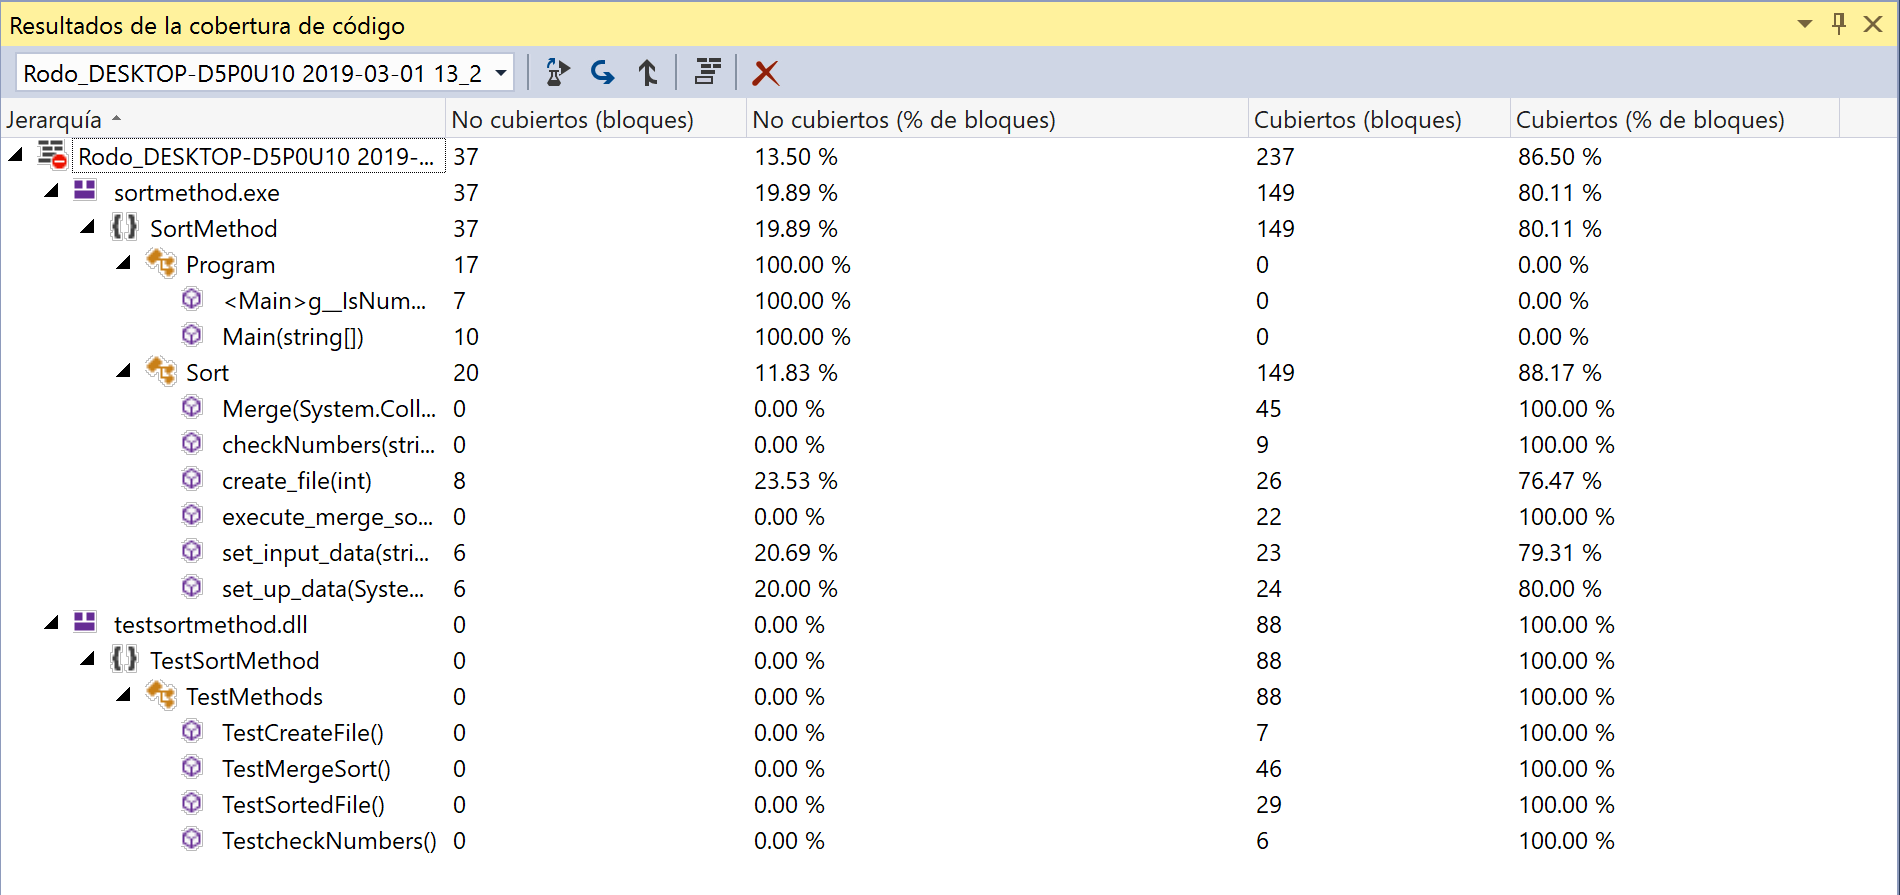 Resultados de la cobertura de código
Rodo_DESKTOP-D5P0U10 2019-03-01 13_2
Jerarquía No cubiertos (bloques) No cubiertos (% de bloques) Cubiertos (bloques) Cubiertos (% de bloques)
Rodo_DESKTOP-D5P0U10 2019-... 37 13.50 % 237 86.50 %
sortmethod.exe 37 19.89 % 149 80.11 %
SortMethod 37 19.89 % 149 80.11 %
Program 17 100.00 % 0 0.00 %
<Main>g__IsNum... 7 100.00 % 0 0.00 %
Main(string[]) 10 100.00 % 0 0.00 %
Sort 20 11.83 % 149 88.17 %
Merge(System.Coll... 0 0.00 % 45 100.00 %
checkNumbers(stri... 0 0.00 % 9 100.00 %
create_file(int) 8 23.53 % 26 76.47 %
execute_merge_so... 0 0.00 % 22 100.00 %
set_input_data(stri... 6 20.69 % 23 79.31 %
set_up_data(Syste... 6 20.00 % 24 80.00 %
testsortmethod.dll 0 0.00 % 88 100.00 %
TestSortMethod 0 0.00 % 88 100.00 %
TestMethods 0 0.00 % 88 100.00 %
TestCreateFile() 0 0.00 % 7 100.00 %
TestMergeSort() 0 0.00 % 46 100.00 %
TestSortedFile() 0 0.00 % 29 100.00 %
TestcheckNumbers() 0 0.00 % 6 100.00 %